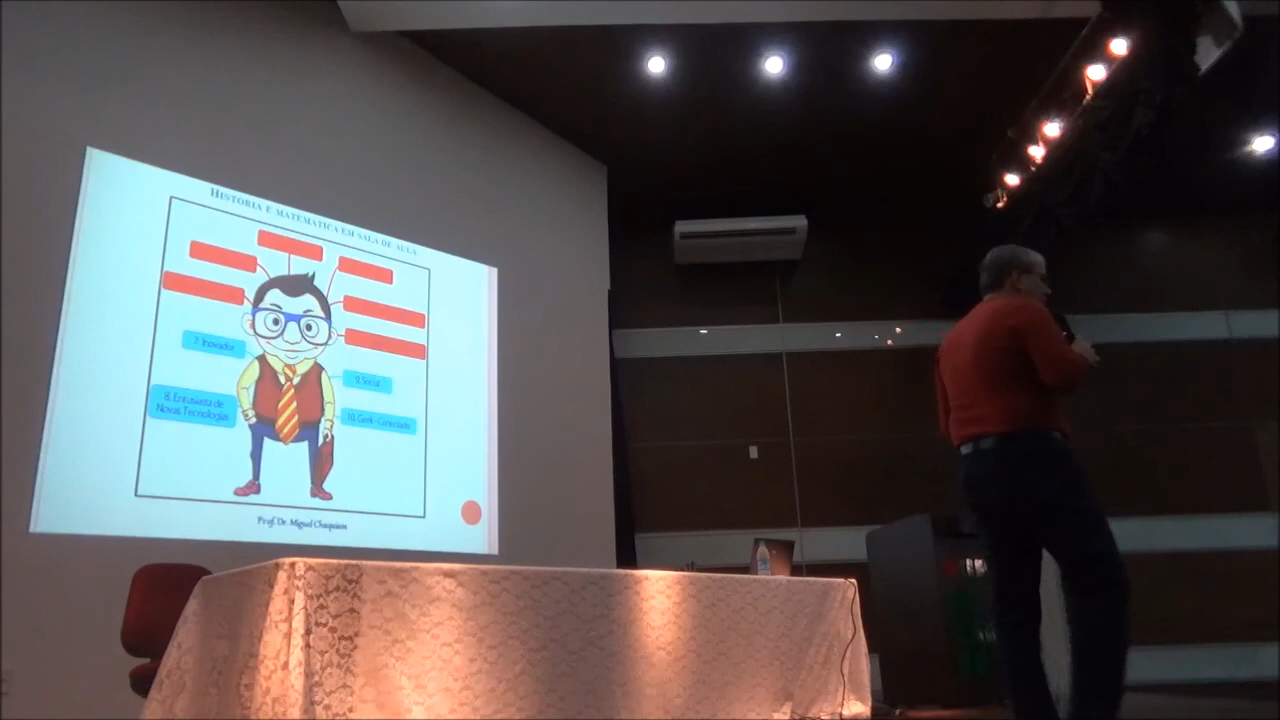 HISTÓRIA E MATEMÁTICA EM SALA DE AULA
7. Inovador
8. Entusiasta de
Novas Tecnologias
9. Social
10. Geek - Conectado
Prof. Dr. Miguel Chaquiam